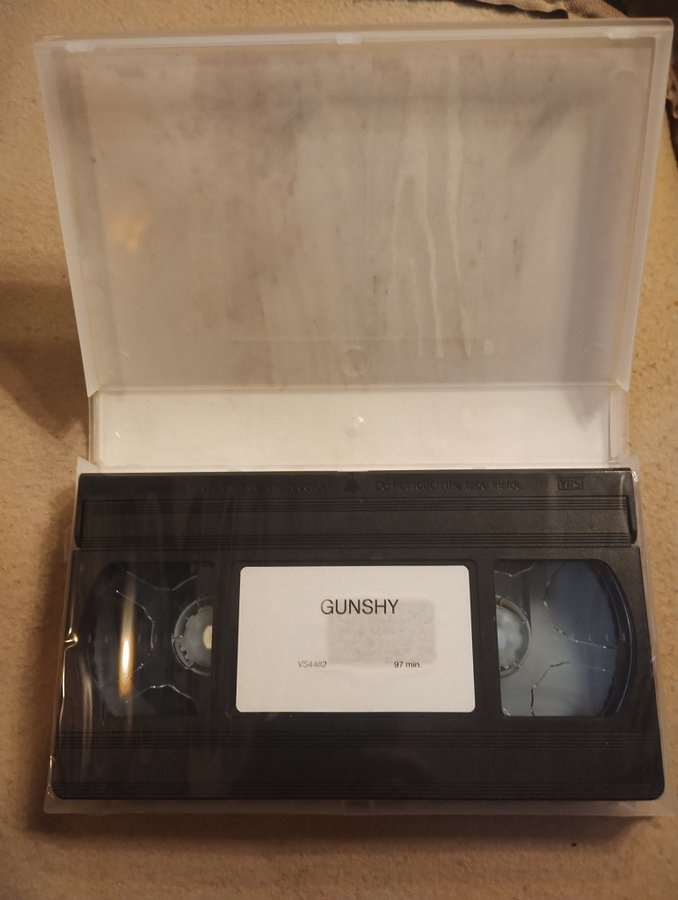 Do not touch the tape inside
VHS
GUNSHY
VS4462 97 min.